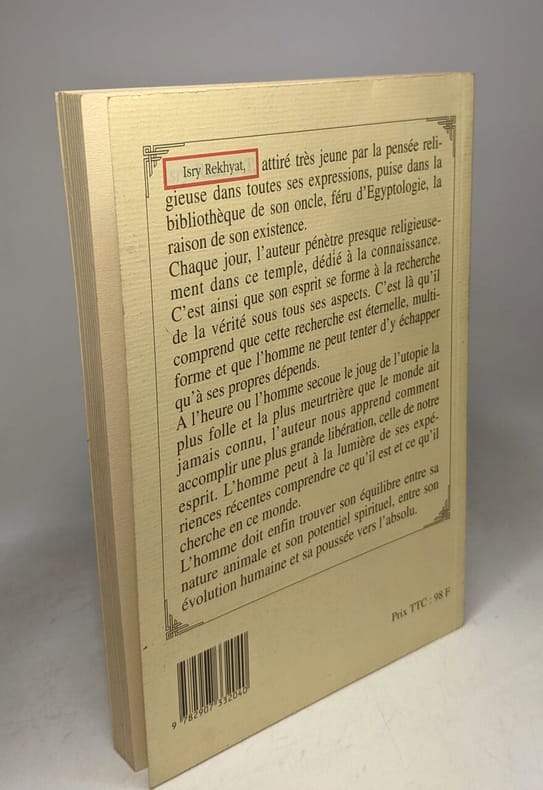 Isry Rekhyat, attiré très jeune par la pensée reli-
gieuse dans toutes ses expressions, puise dans la
bibliothèque de son oncle, féru d'Egyptologie, la
raison de son existence.
Chaque jour, l'auteur pénètre presque religieuse-
ment dans ce temple, dédié à la connaissance.
C'est ainsi que son esprit se forme à la recherche
de la vérité sous tous ses aspects. C'est là qu'il
comprend que cette recherche est éternelle, multi-
forme et que l'homme ne peut tenter d'y échapper
qu'à ses propres dépends.
A l'heure ou l'homme secoue le joug de l'utopie la
plus folle et la plus meurtrière que le monde ait
jamais connu, l'auteur nous apprend comment
accomplir une plus grande libération, celle de notre
esprit. L'homme peut à la lumière de ses expé-
riences récentes comprendre ce qu'il est et ce qu'il
cherche en ce monde.
L'homme doit enfin trouver son équilibre entre sa
nature animale et son potentiel spirituel, entre son
évolution humaine et sa poussée vers l'absolu.
Prix TTC : 98 F
9 782907 332040